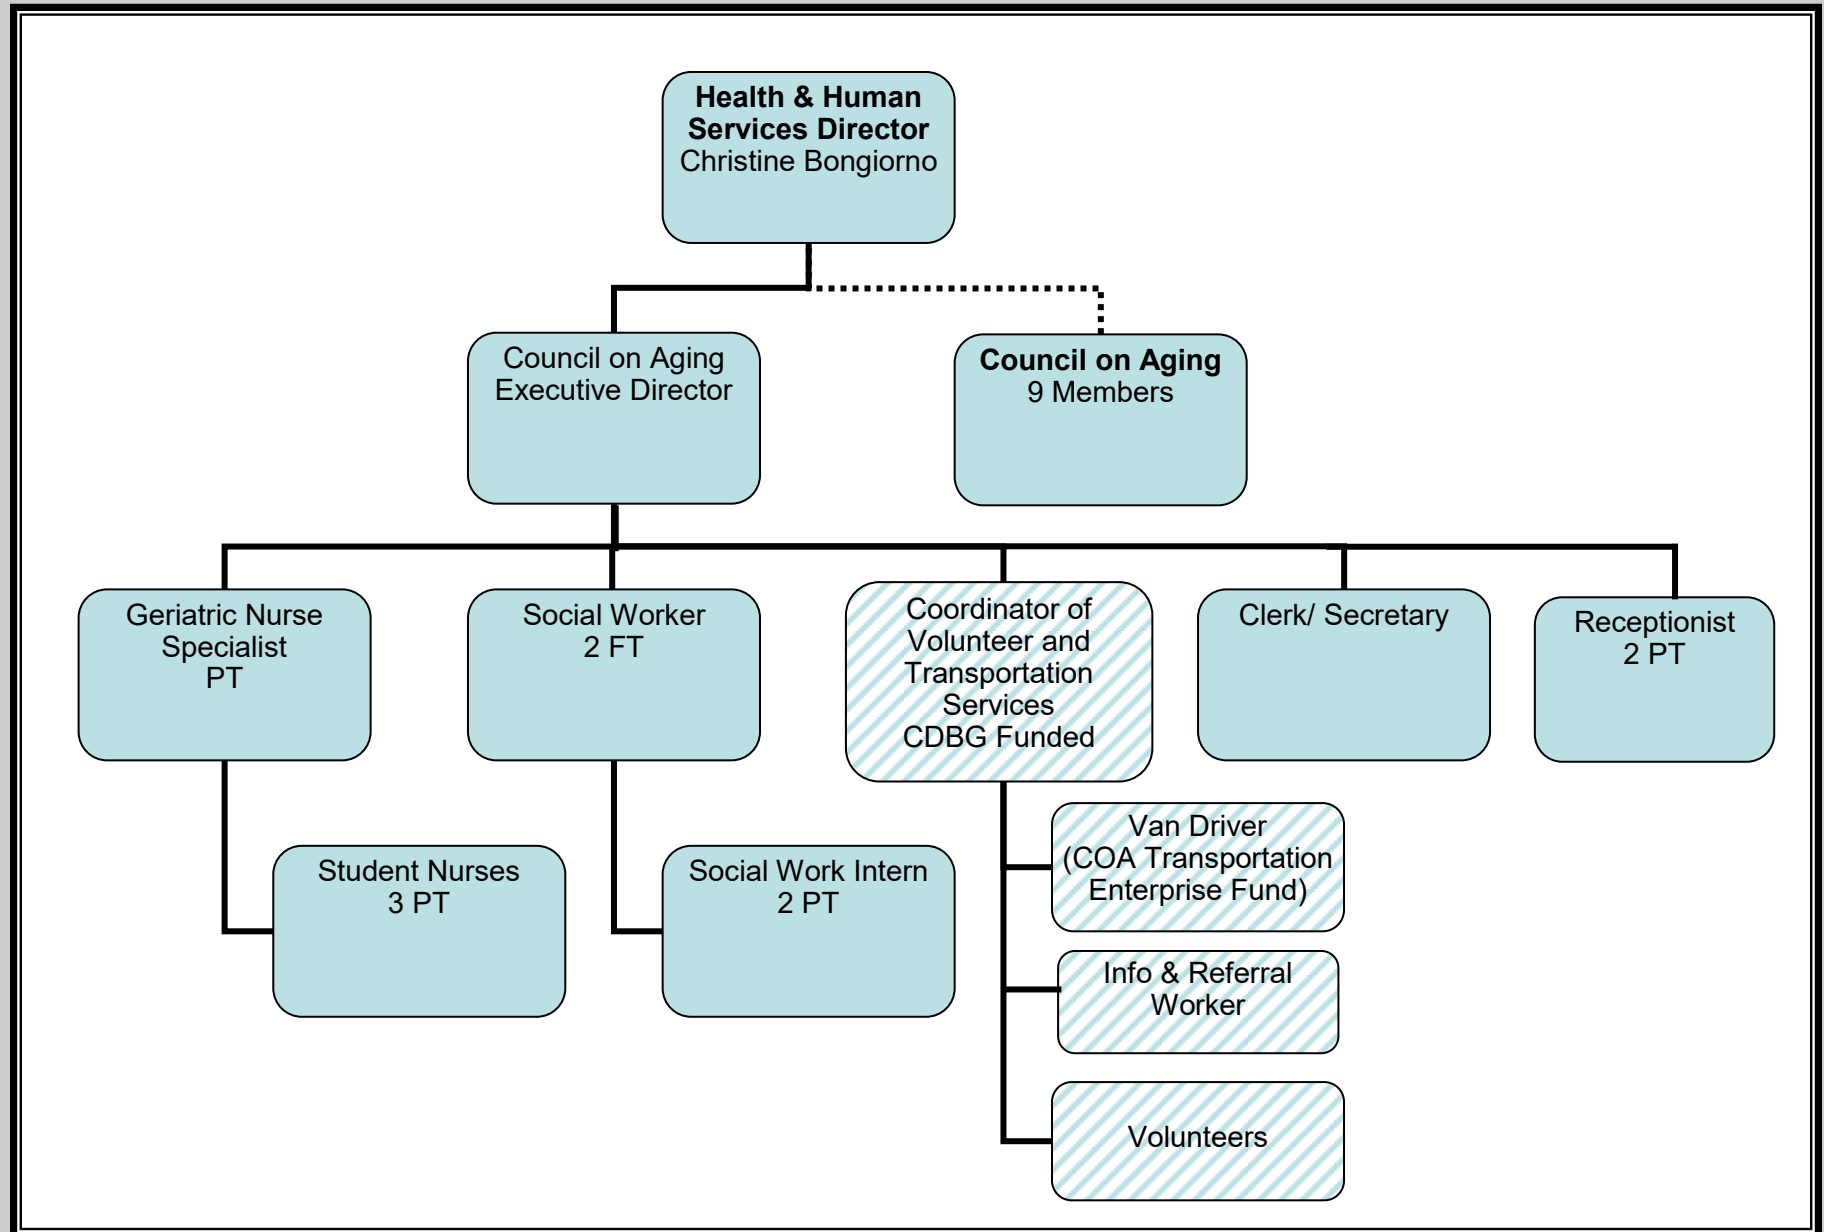 Health & Human
Services Director
Christine Bongiorno
Council on Aging
Executive Director
Council on Aging
9 Members
Geriatric Nurse
Specialist
PT
Social Worker
2 FT
Coordinator of
Volunteer and
Transportation
Services
CDBG Funded
Clerk/ Secretary
Receptionist
2 PT
Student Nurses
3 PT
Social Work Intern
2 PT
Van Driver
(COA Transportation
Enterprise Fund)
Info & Referral
Worker
Volunteers